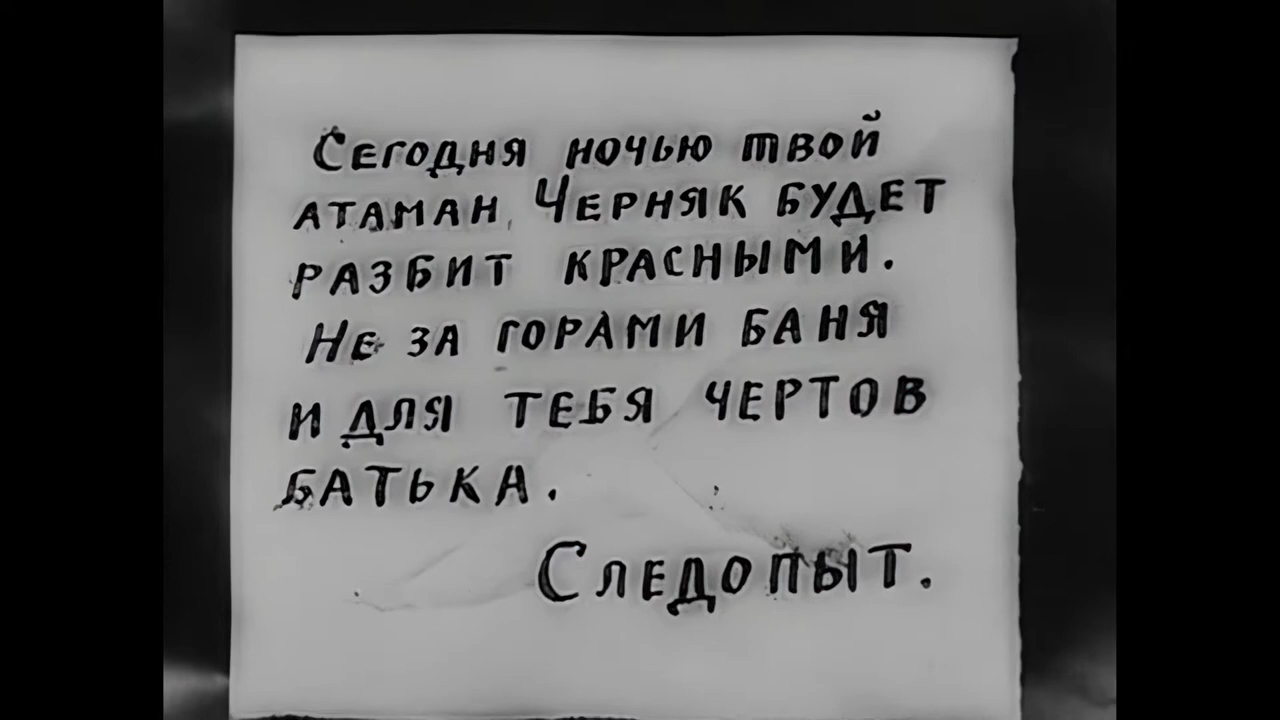 Сегодня ночью твой
атаман Черняк будет
разбит красными.
Не за горами баня
и для тебя чертов
батька.
Следопыт.